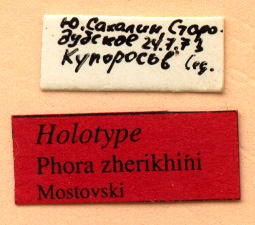 Ю. Сахалин, Старо-
дубское 24.7.73
Купоросов leg.
Holotype
Phora zherikhini
Mostovski